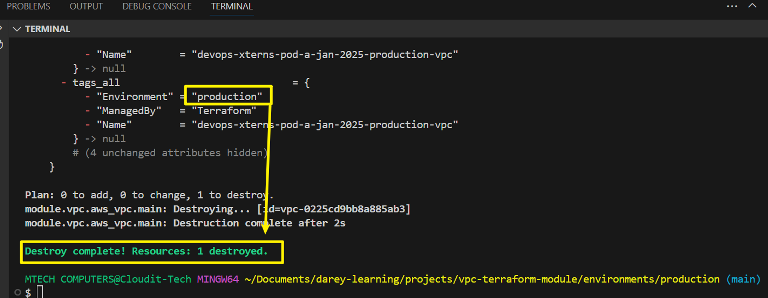 PROBLEMS OUTPUT DEBUG CONSOLE TERMINAL
TERMINAL
- "Name" = "devops-xterns-pod-a-jan-2025-production-vpc"
} -> null
- tags_all = {
- "Environment" = "production"
- "ManagedBy" = "Terraform"
- "Name" = "devops-xterns-pod-a-jan-2025-production-vpc"
} -> null
# (4 unchanged attributes hidden)
}
Plan: 0 to add, 0 to change, 1 to destroy.
module.vpc.aws_vpc.main: Destroying... [id=vpc-0225cd9bb8a885ab3]
module.vpc.aws_vpc.main: Destruction complete after 2s
Destroy complete! Resources: 1 destroyed.
MTECH COMPUTERS@Cloudit-Tech MINGW64 ~/Documents/darey-learning/projects/vpc-terraform-module/environments/production (main)
$